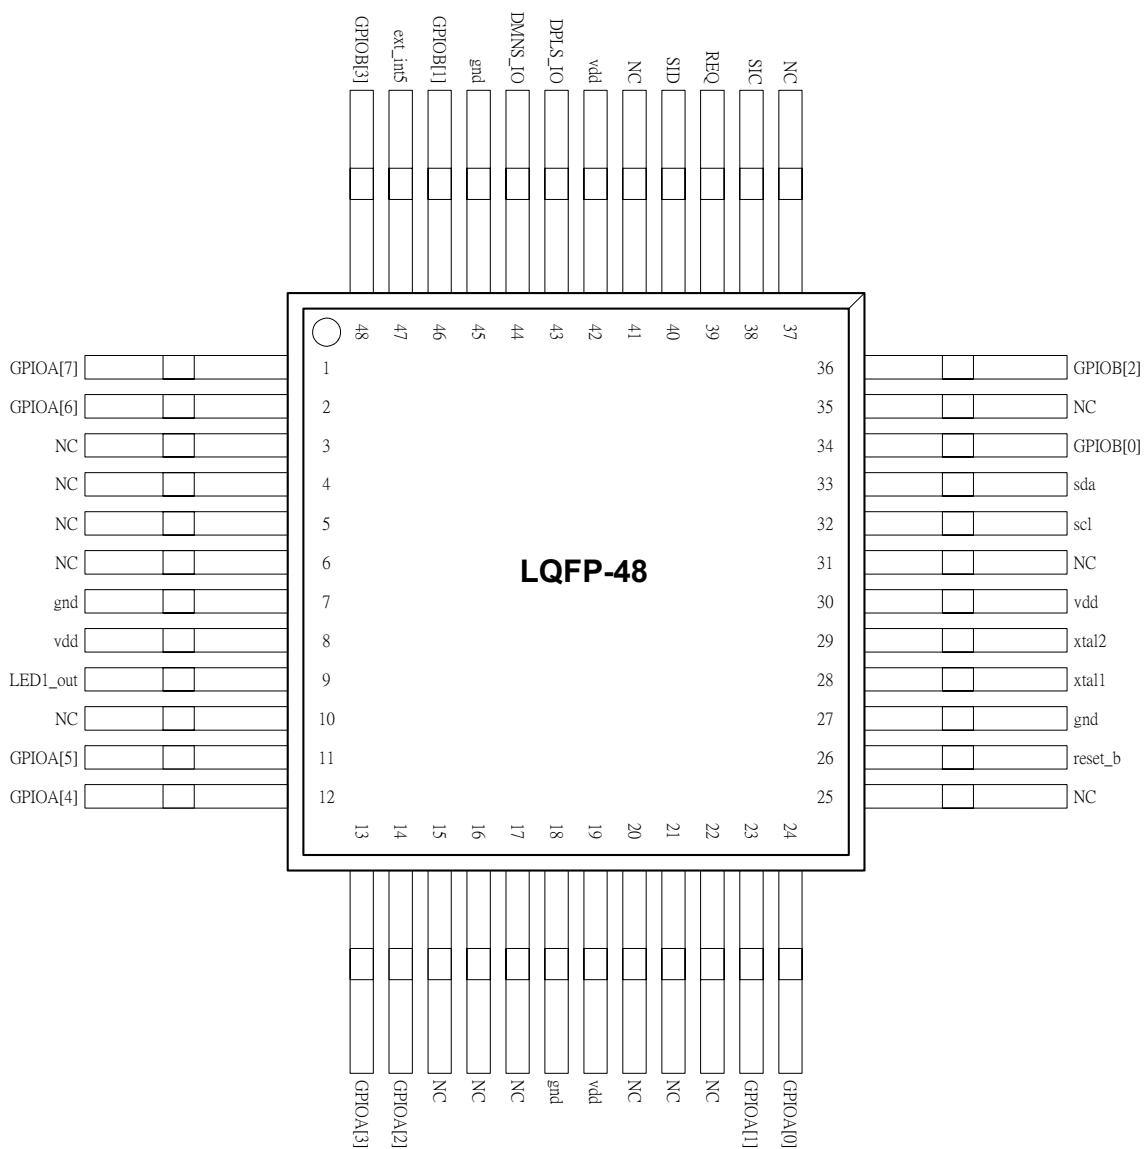 GPIOB[3] ext_int5 GPIOB[1] gnd DMNS_IO DPLS_IO vdd NC SID REQ SIC NC
48 47 46 45 44 43 42 41 40 39 38 37
GPIOA[7] 1 36 GPIOB[2]
GPIOA[6] 2 35 NC
NC 3 34 GPIOB[0]
NC 4 33 sda
NC 5 32 scl
NC 6 31 NC
LQFP-48
gnd 7 30 vdd
vdd 8 29 xtal2
LED1_out 9 28 xtal1
NC 10 27 gnd
GPIOA[5] 11 26 reset_b
GPIOA[4] 12 25 NC
13 14 15 16 17 18 19 20 21 22 23 24
GPIOA[3] GPIOA[2] NC NC NC gnd vdd NC NC NC GPIOA[1] GPIOA[0]